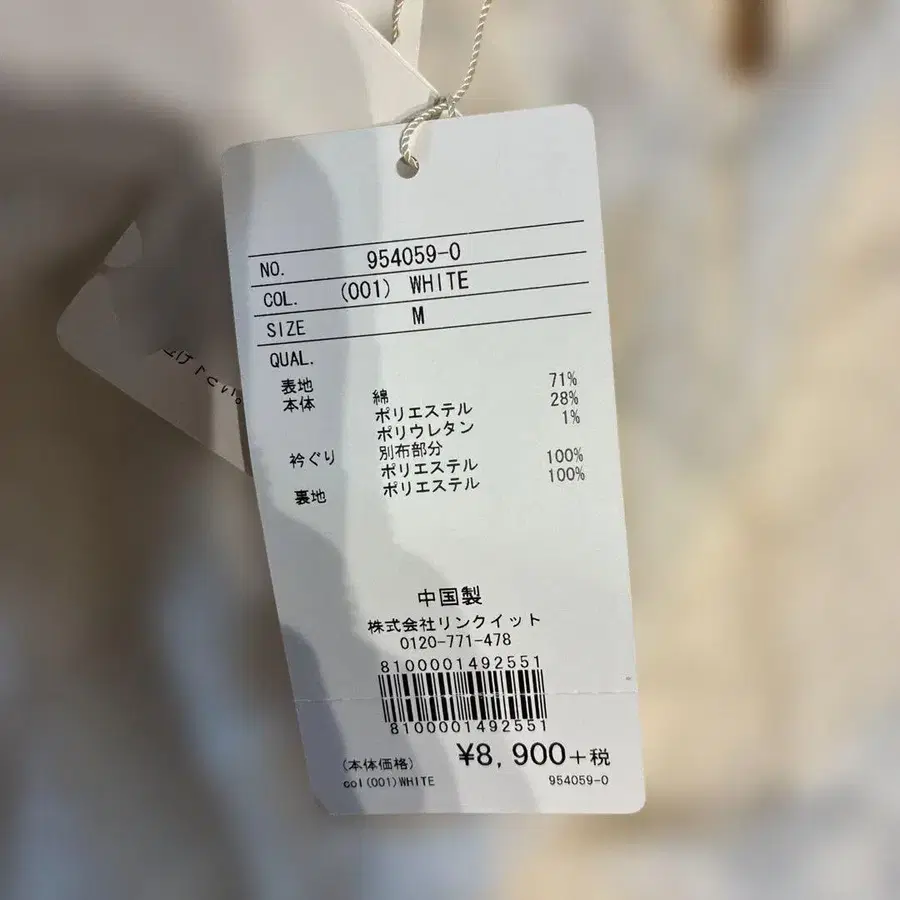 NO. 954059-0
COL. (001) WHITE
SIZE M
QUAL.
表地
本体 綿 71%
ポリエステル 28%
ポリウレタン 1%
衿ぐり 別布部分
ポリエステル 100%
裏地 ポリエステル 100%
中国製
株式会社リンクイット
0120-771-478
8100001492551
8100001492551
(本体価格) ¥8,900+税
col(001)WHITE 954059-0